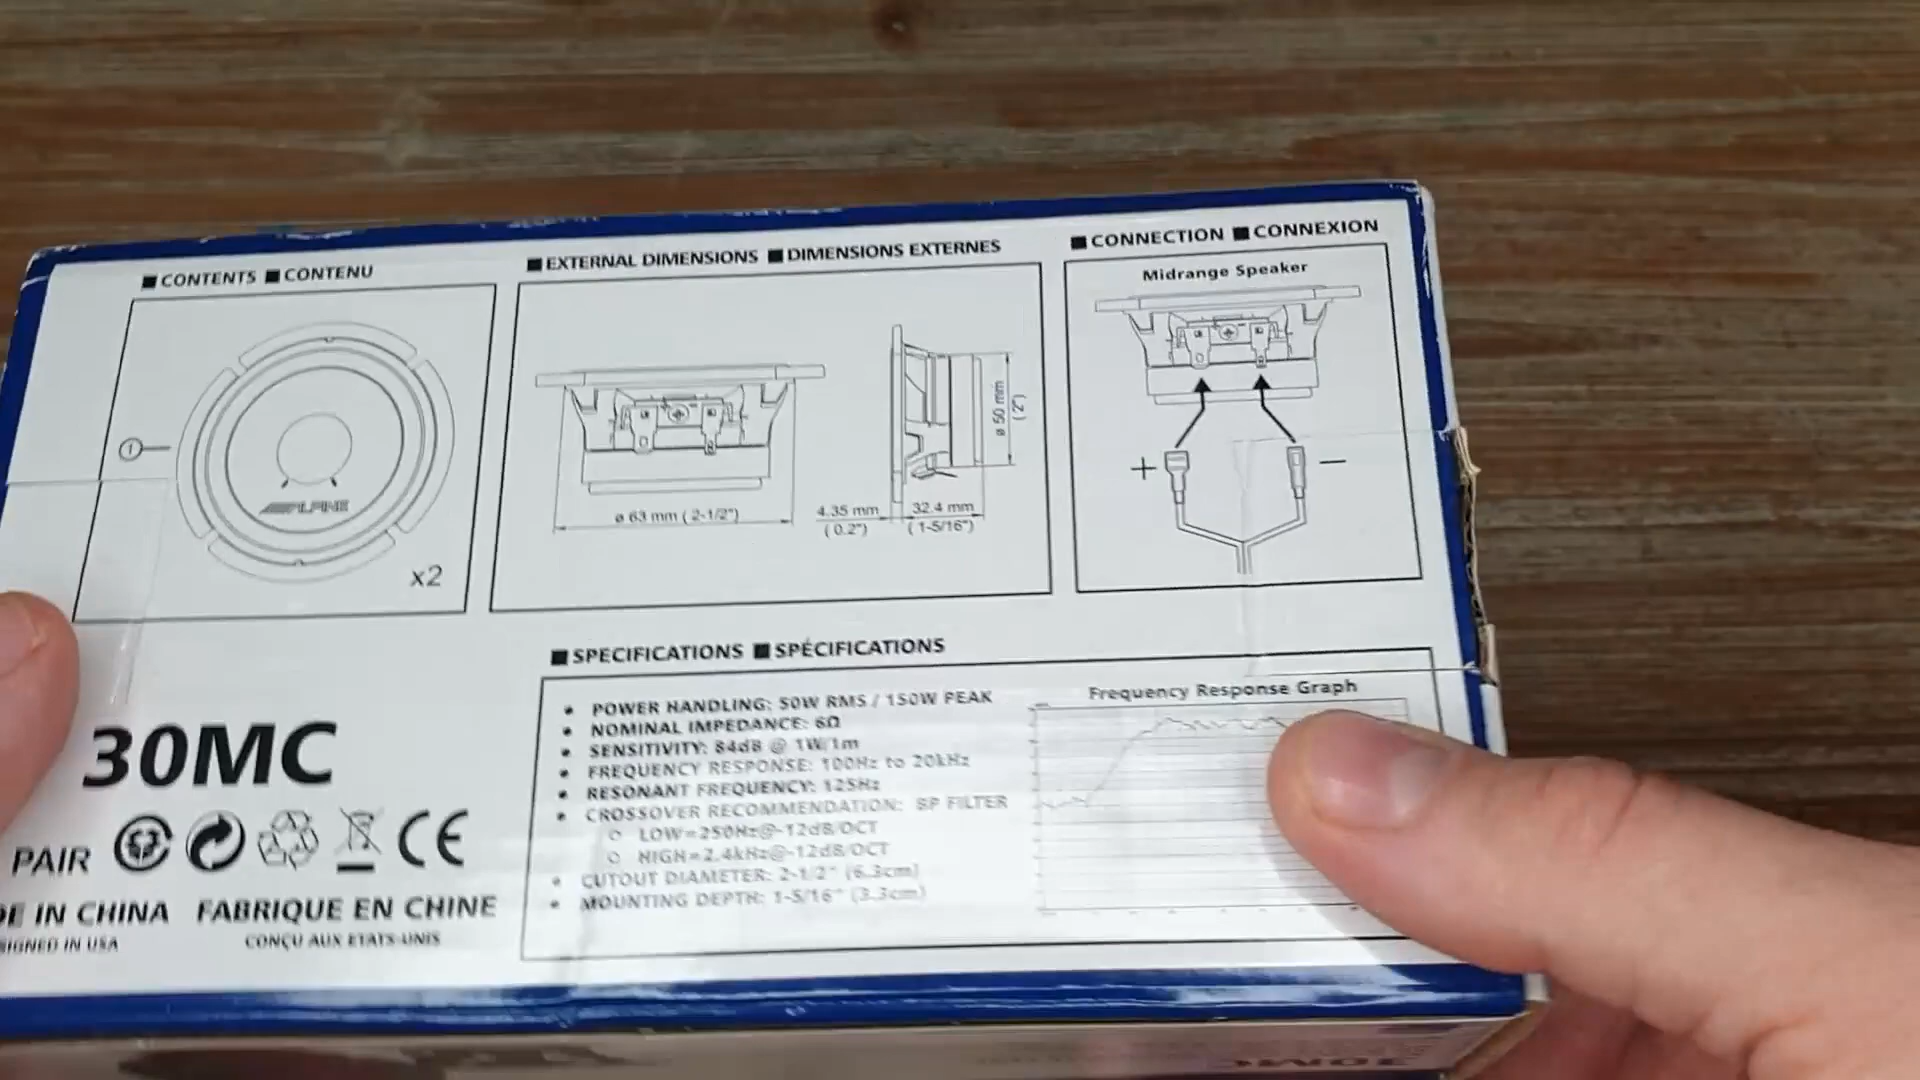 ■ CONTENTS ■ CONTENU
1
ALPINE
x2
■ EXTERNAL DIMENSIONS ■ DIMENSIONS EXTERNES
ø 63 mm ( 2-1/2")
4.35 mm
( 0.2")
32.4 mm
( 1-5/16")
ø 50 mm
( 2")
■ CONNECTION ■ CONNEXION
Midrange Speaker
+ −
30MC
PAIR
CE
IN CHINA FABRIQUE EN CHINE
IN USA CONÇU AUX ETATS-UNIS
■ SPECIFICATIONS ■ SPÉCIFICATIONS
• POWER HANDLING: 50W RMS / 150W PEAK
• NOMINAL IMPEDANCE: 6Ω
• SENSITIVITY: 84dB @ 1W/1m
• FREQUENCY RESPONSE: 100Hz to 20kHz
• RESONANT FREQUENCY: 125Hz
• CROSSOVER RECOMMENDATION: BP FILTER
o LOW=250Hz@-12dB/OCT
o HIGH=2.4kHz@-12dB/OCT
• CUTOUT DIAMETER: 2-1/2" (6.3cm)
• MOUNTING DEPTH: 1-5/16" (3.3cm)
Frequency Response Graph